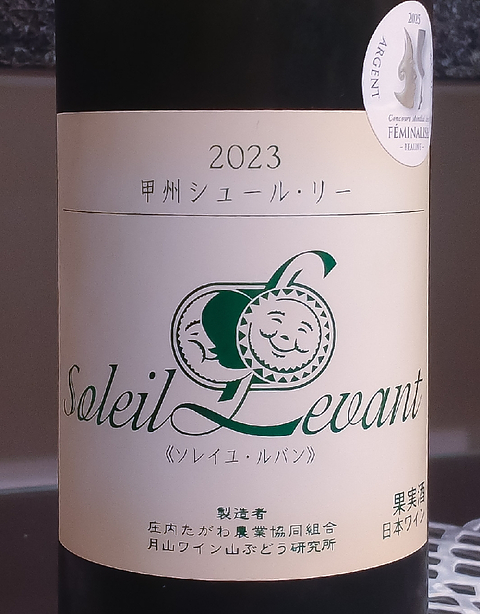 2025
ARGENT
FÉMINALISE
- BEAUNE -
2023
甲州シュール・リー
Soleil Levant
《ソレイユ・ルバン》
果実酒
日本ワイン
製造者
庄内たがわ農業協同組合
月山ワイン山ぶどう研究所